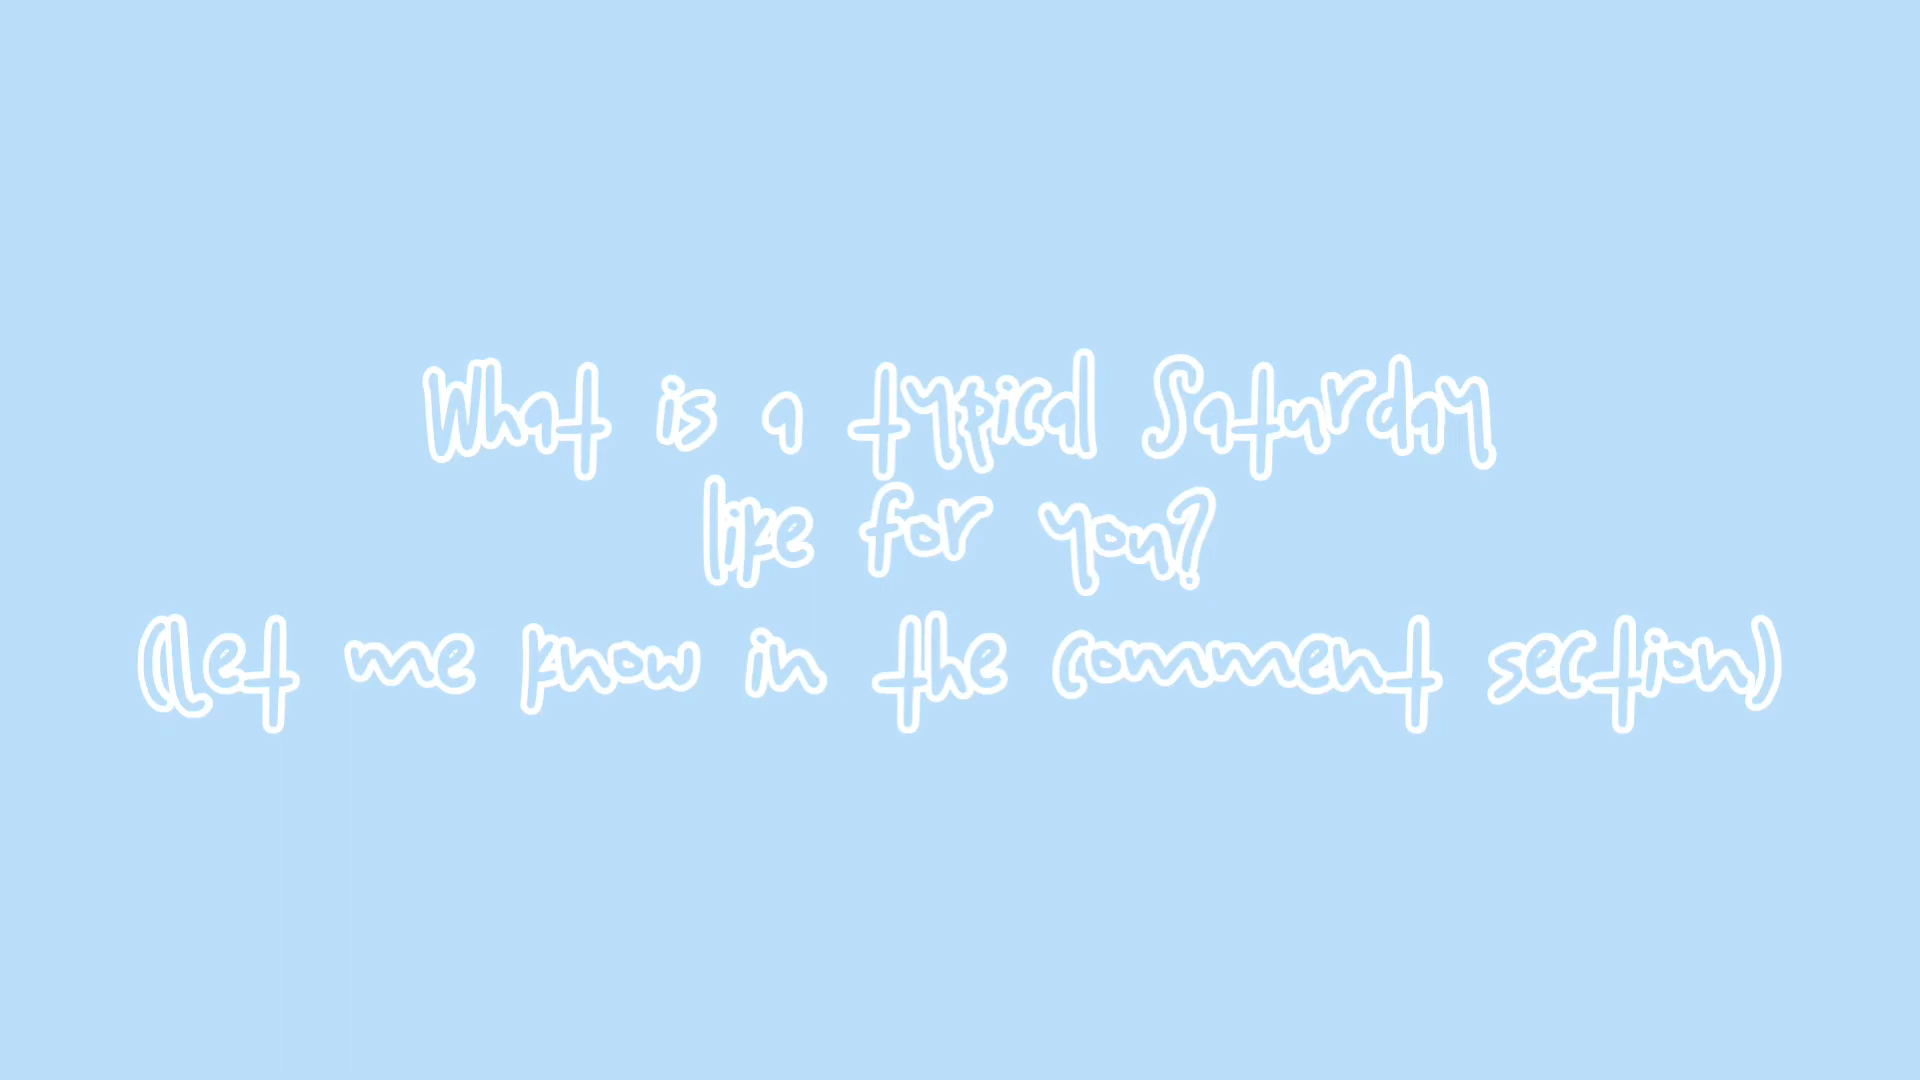 What is a typical Saturday
like for you?
(let me know in the comment section)